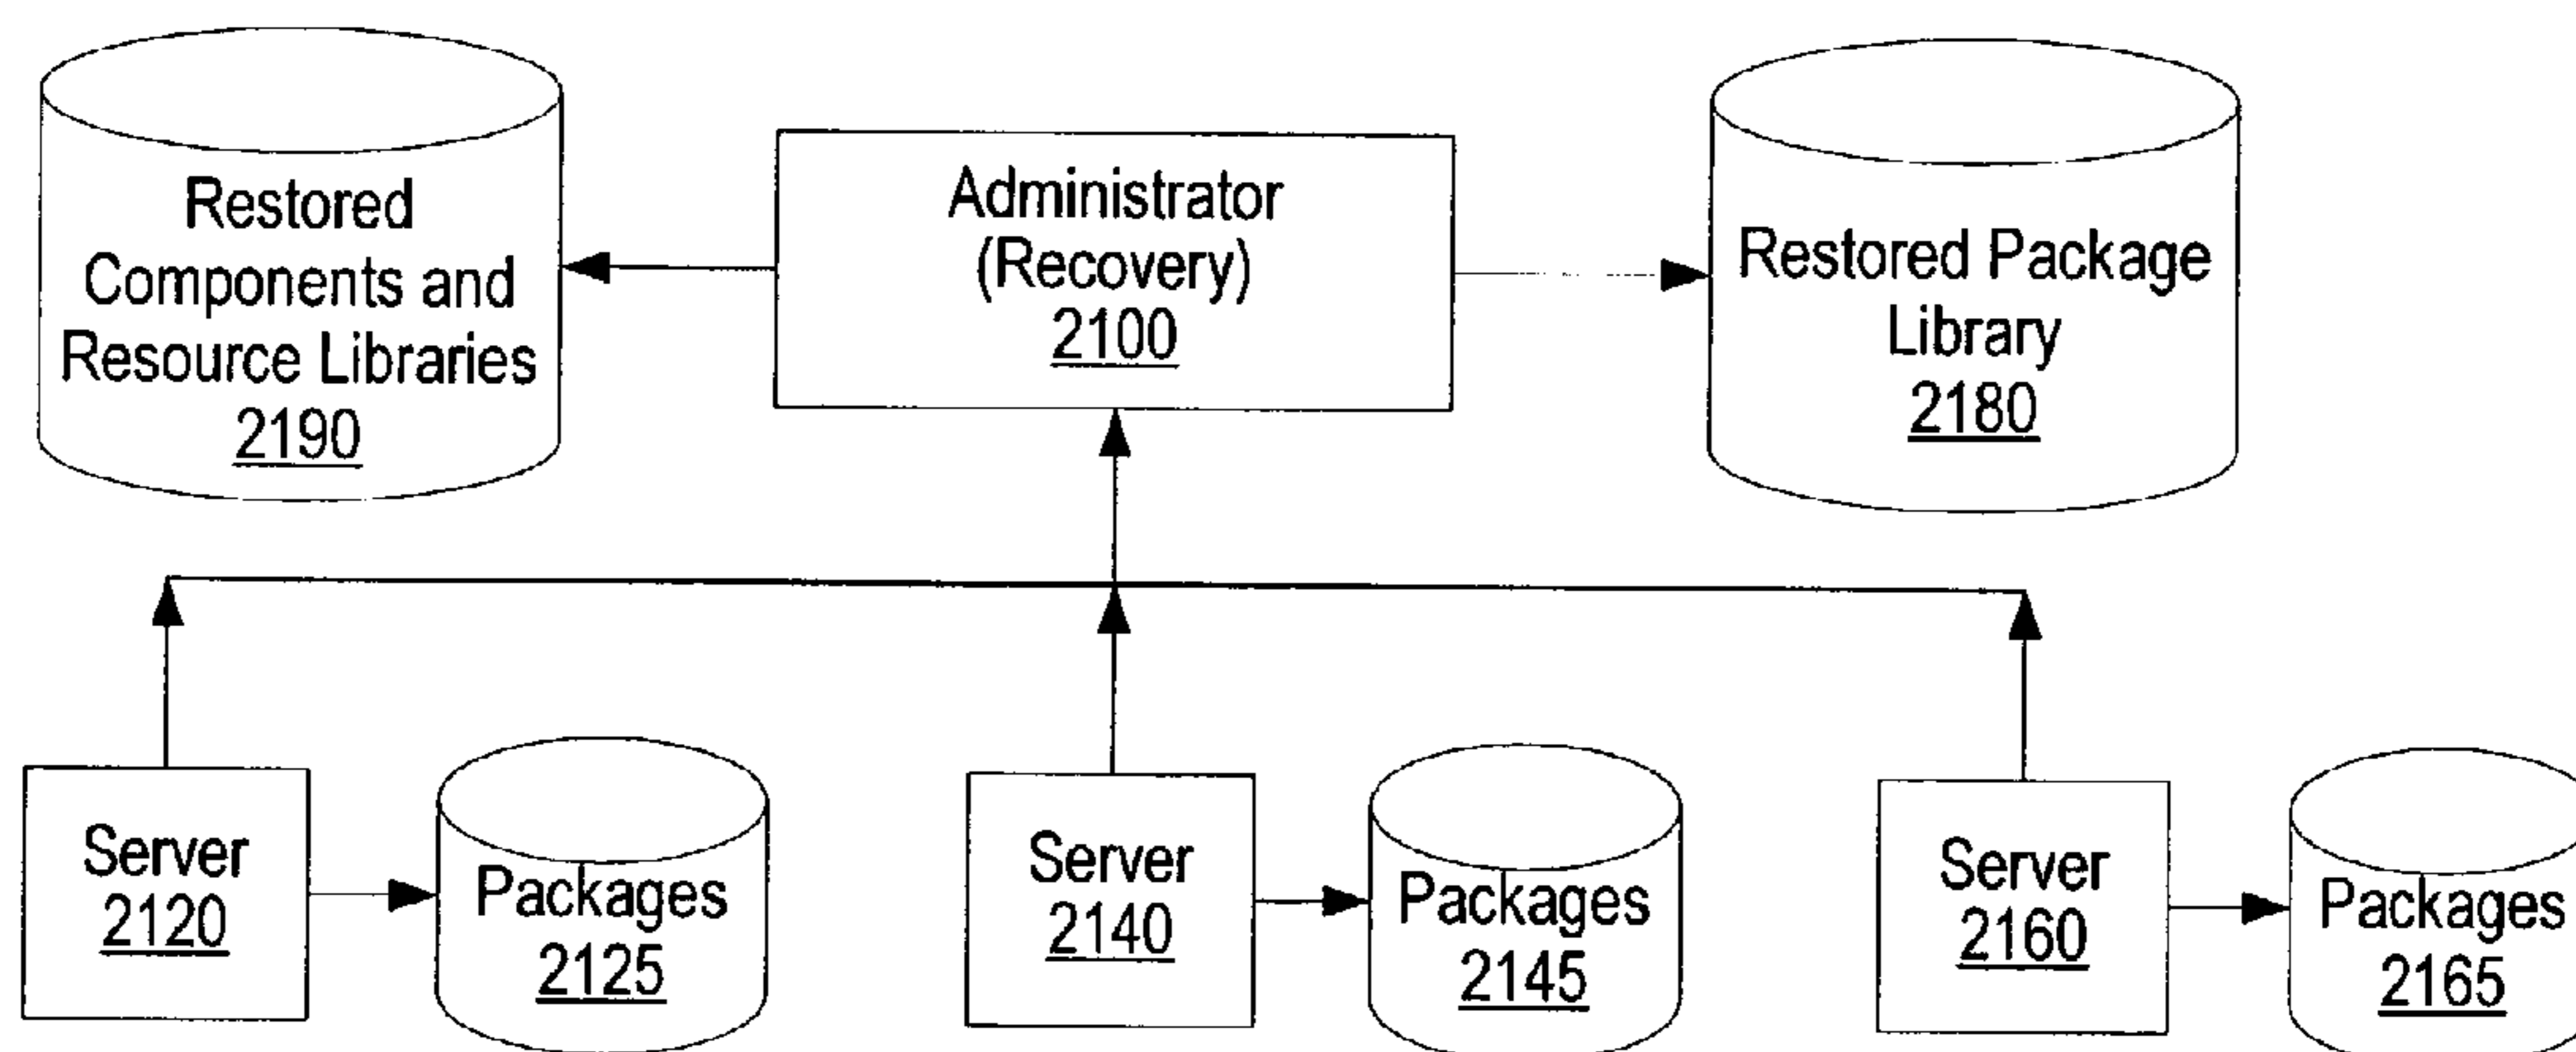 Restored
Components and
Resource Libraries
2190
Administrator
(Recovery)
2100
Restored Package
Library
2180
Server
2120
Packages
2125
Server
2140
Packages
2145
Server
2160
Packages
2165